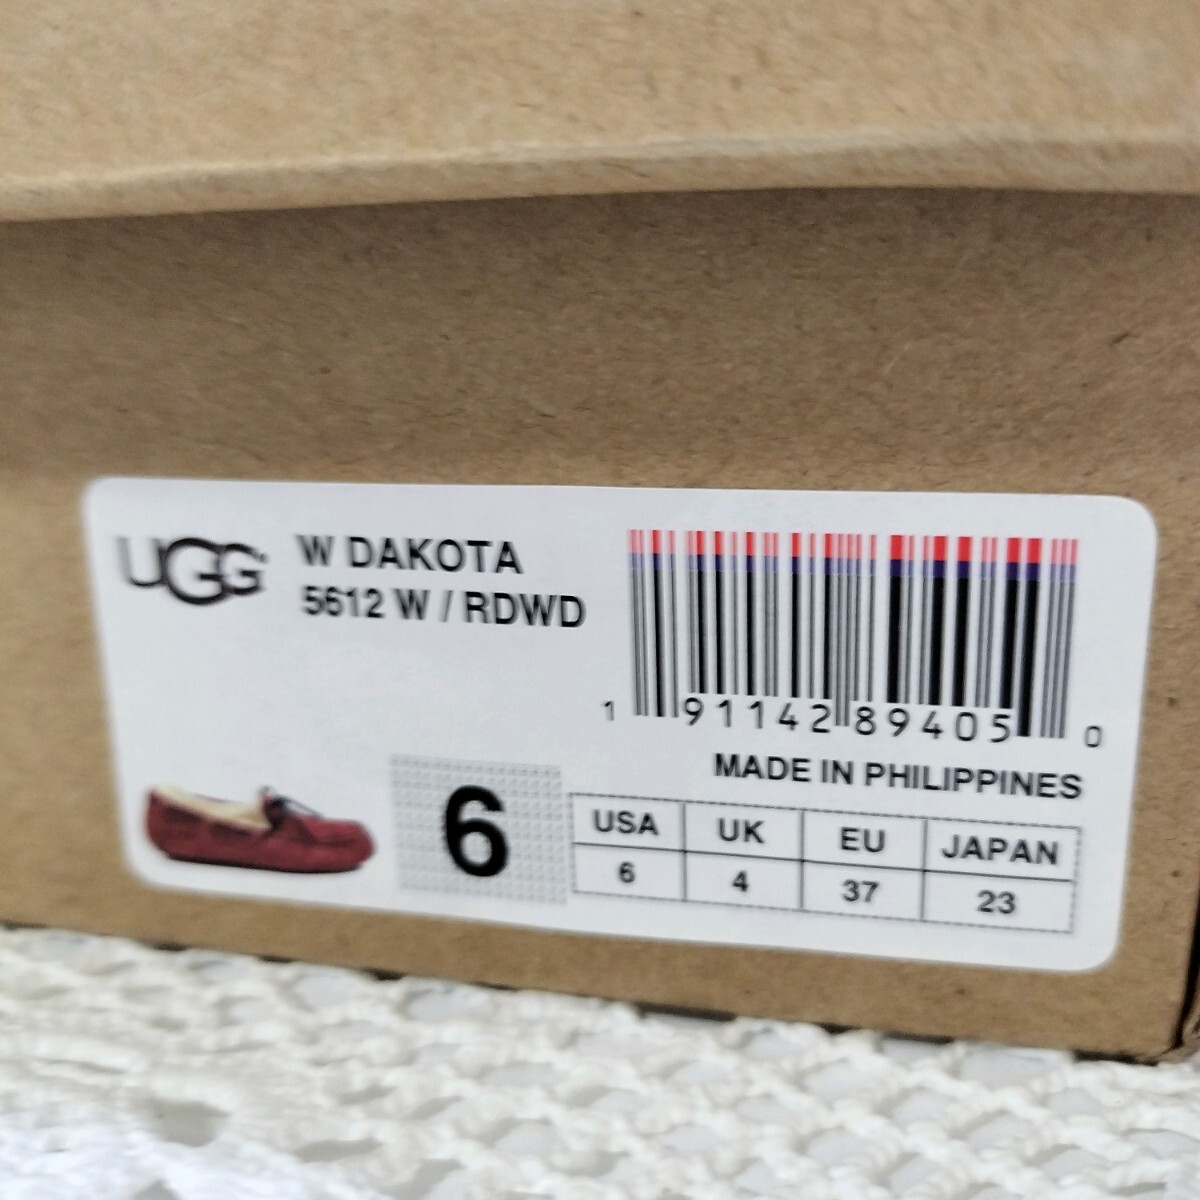 UGG
W DAKOTA
5612 W / RDWD
1 91142 89405 0
MADE IN PHILIPPINES
6
USA UK EU JAPAN
6 4 37 23